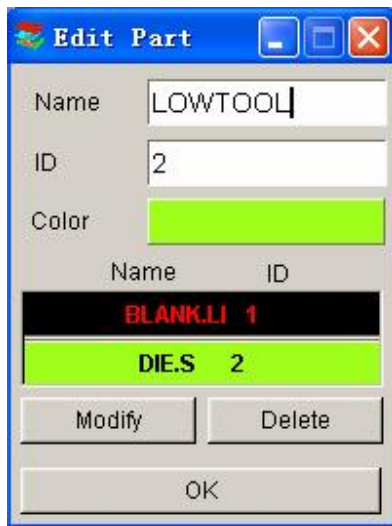 Edit Part
Name LOWTOOL
ID 2
Color
Name ID
BLANK.LI 1
DIE.S 2
Modify Delete
OK